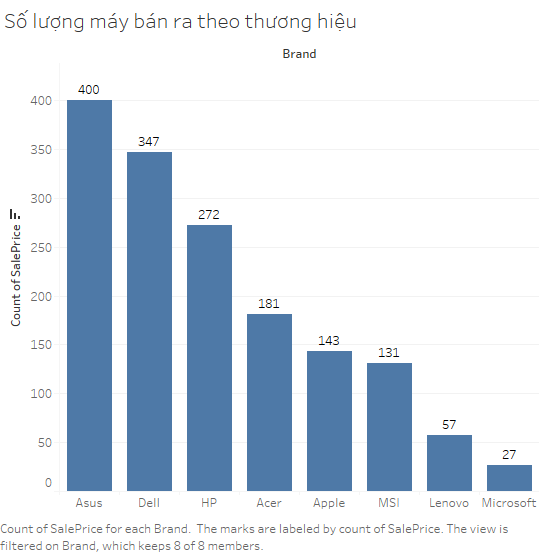 Số lượng máy bán ra theo thương hiệu
Brand
Count of SalePrice
400
350
300
250
200
150
100
50
0
400
347
272
181
143
131
57
27
Asus Dell HP Acer Apple MSI Lenovo Microsoft
Count of SalePrice for each Brand.  The marks are labeled by count of SalePrice. The view is
filtered on Brand, which keeps 8 of 8 members.